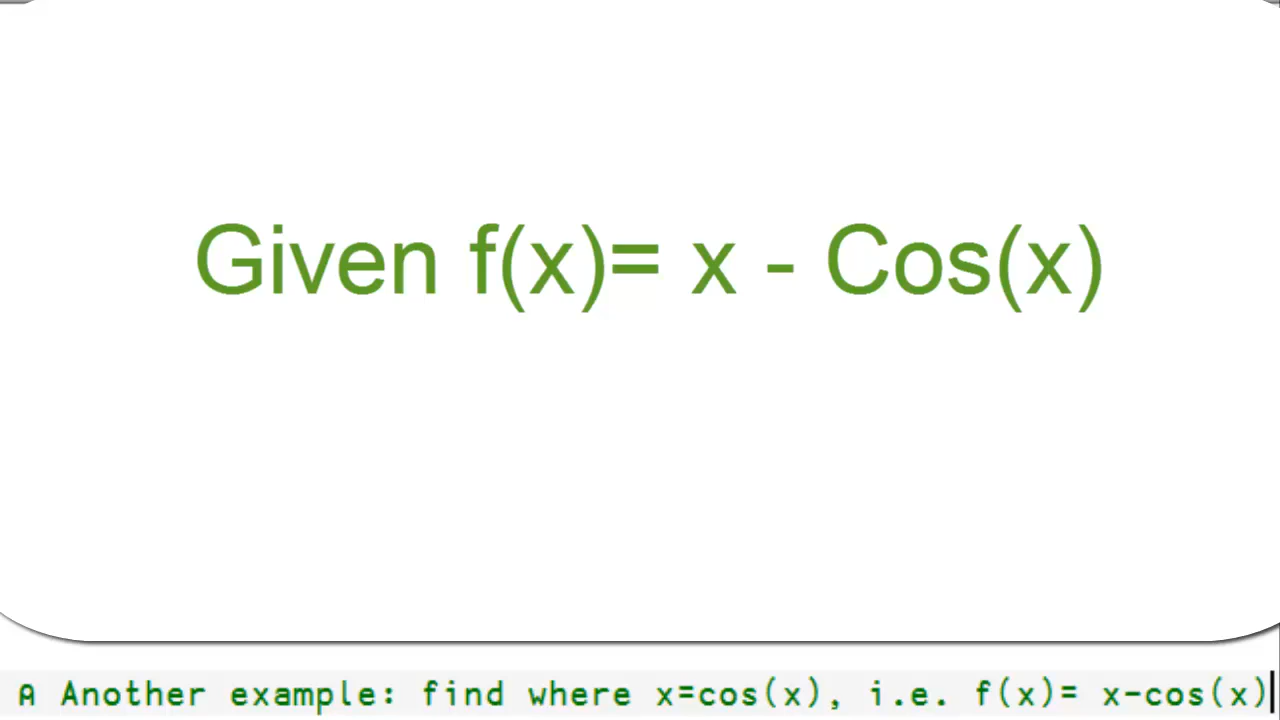 Given f(x)= x - Cos(x)
⍝ Another example: find where x=cos(x), i.e. f(x)= x-cos(x)